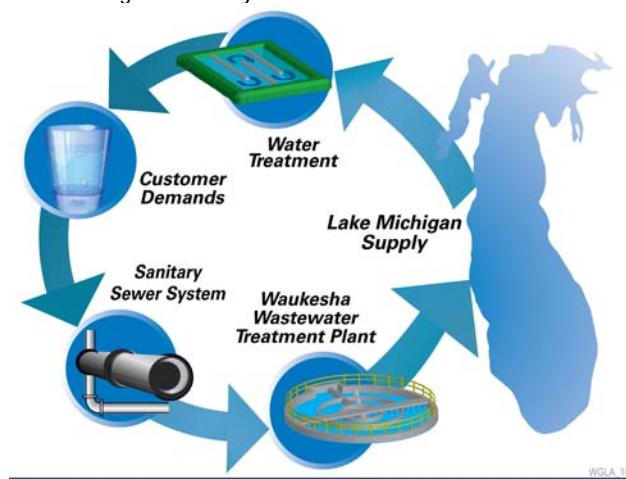 Water
Treatment
Customer
Demands
Lake Michigan
Supply
Sanitary
Sewer System
Waukesha
Wastewater
Treatment Plant